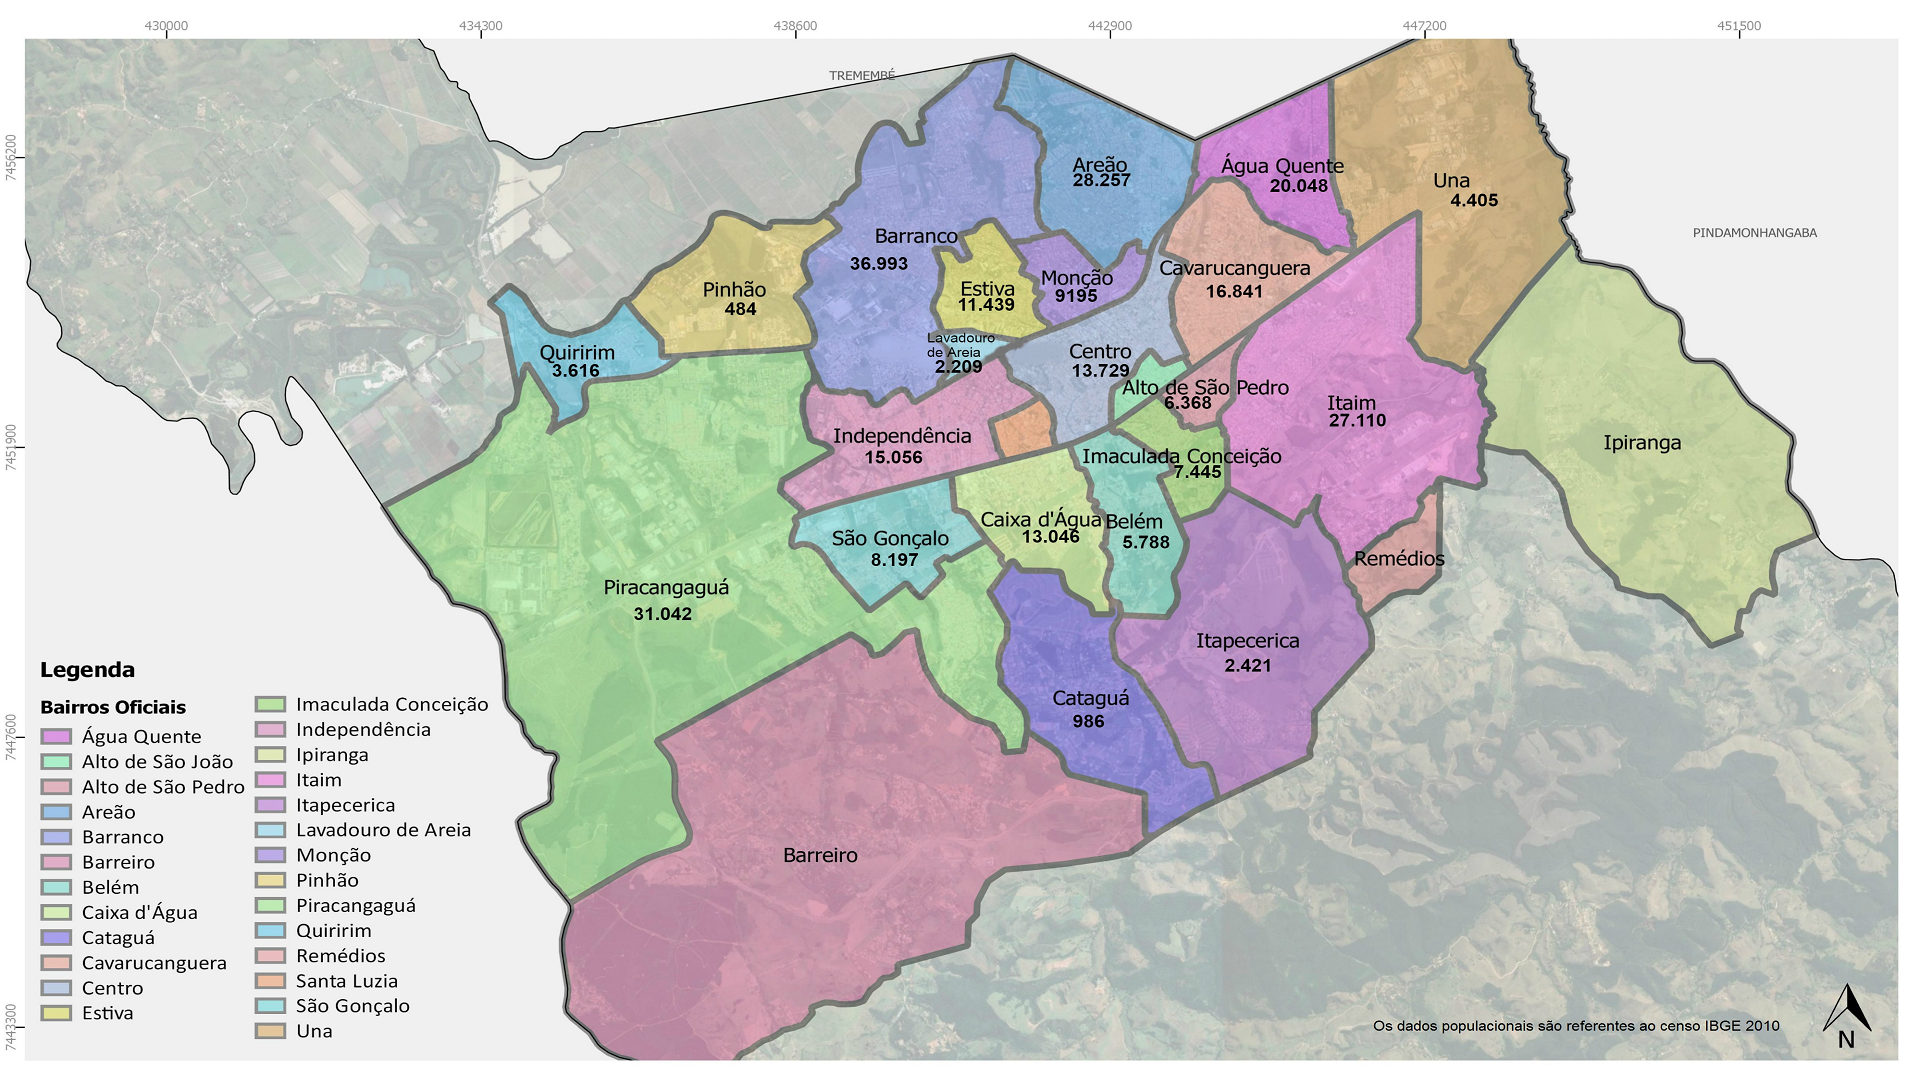 430000
434300
438600
442900
447200
451500
7456200
7451900
7447600
7443300
TREMEMBÉ
PINDAMONHANGABA
Areão
28.257
Água Quente
20.048
Una
4.405
Barranco
36.993
Pinhão
484
Estiva
11.439
Monção
9195
Cavarucanguera
16.841
Quiririm
3.616
Lavadouro
de Areia
2.209
Centro
13.729
Alto de São Pedro
6.368
Itaim
27.110
Independência
15.056
Imaculada Conceição
7.445
Ipiranga
São Gonçalo
8.197
Caixa d'Água
13.046
Belém
5.788
Remédios
Piracangaguá
31.042
Itapecerica
2.421
Cataguá
986
Barreiro
Legenda
Bairros Oficiais
Água Quente
Alto de São João
Alto de São Pedro
Areão
Barranco
Barreiro
Belém
Caixa d'Água
Cataguá
Cavarucanguera
Centro
Estiva
Imaculada Conceição
Independência
Ipiranga
Itaim
Itapecerica
Lavadouro de Areia
Monção
Pinhão
Piracangaguá
Quiririm
Remédios
Santa Luzia
São Gonçalo
Una
Os dados populacionais são referentes ao censo IBGE 2010
N